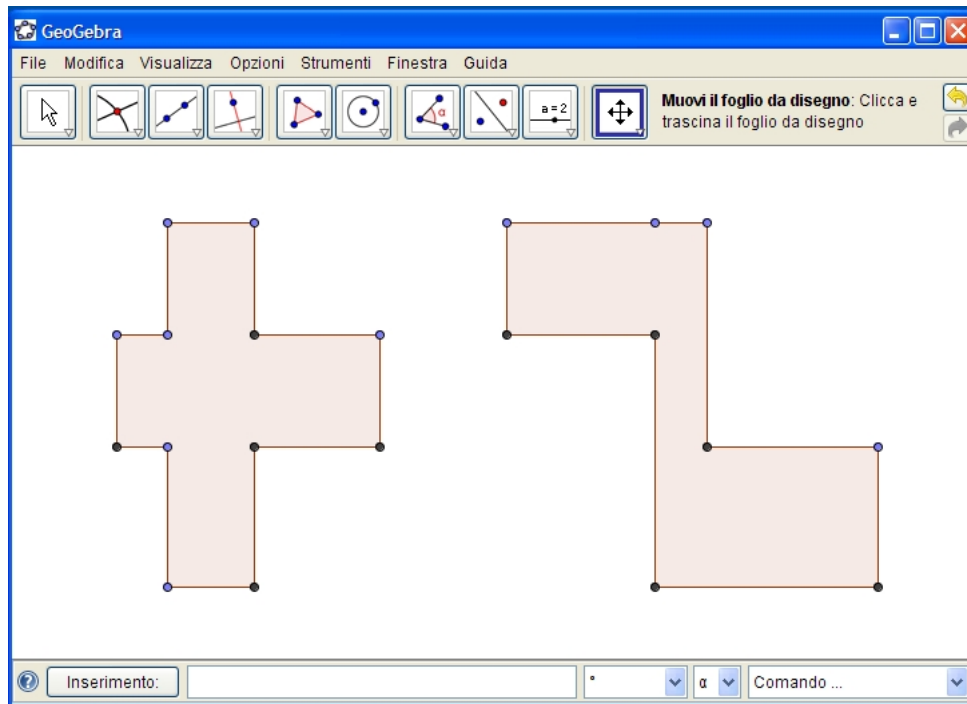 GeoGebra
File Modifica Visualizza Opzioni Strumenti Finestra Guida
a = 2
α
Muovi il foglio da disegno: Clicca e
trascina il foglio da disegno
Inserimento: ° α Comando ...